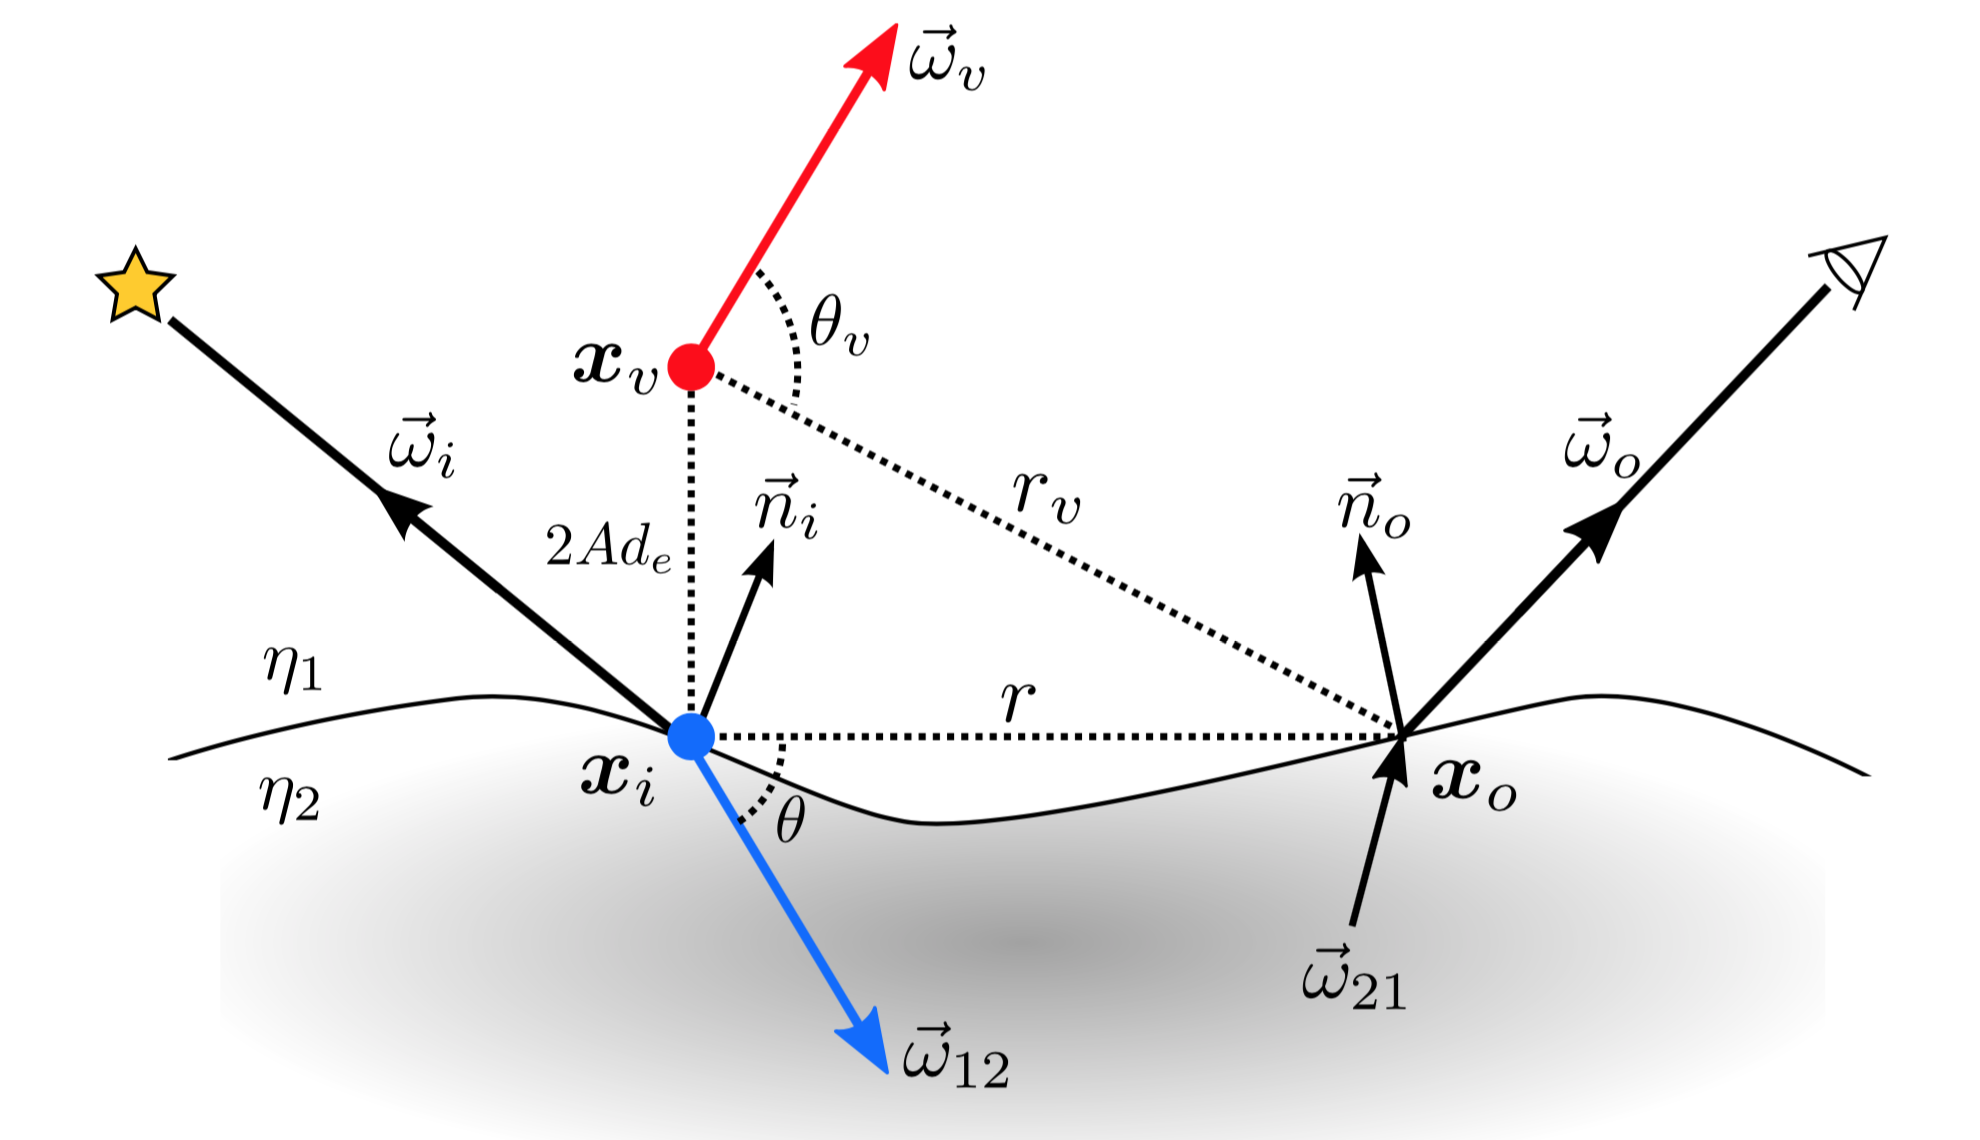 $\vec{\omega}_v$
$\theta_v$
$\boldsymbol{x}_v$
$\vec{\omega}_i$
$\vec{\omega}_o$
$r_v$
$\vec{n}_i$
$\vec{n}_o$
$2Ad_e$
$\eta_1$
$r$
$\boldsymbol{x}_i$
$\boldsymbol{x}_o$
$\eta_2$
$\theta$
$\vec{\omega}_{21}$
$\vec{\omega}_{12}$